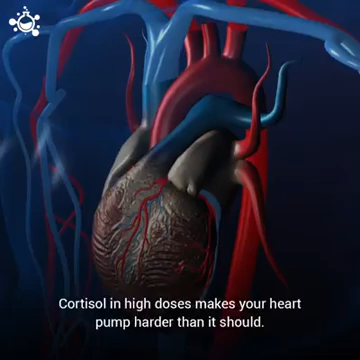 Cortisol in high doses makes your heart
pump harder than it should.